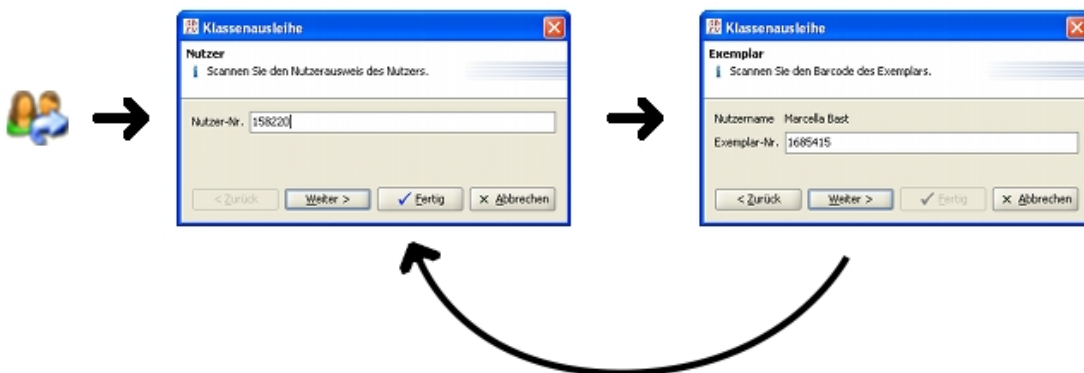 Klassenausleihe
Nutzer
Scannen Sie den Nutzerausweis des Nutzers.
Nutzer-Nr. 158220
< Zurück Weiter > Fertig Abbrechen
Klassenausleihe
Exemplar
Scannen Sie den Barcode des Exemplars.
Nutzername Marcella Bast
Exemplar-Nr. 1685415
< Zurück Weiter > Fertig Abbrechen